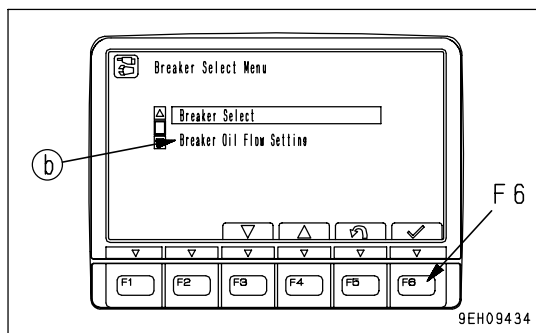 Breaker Select Menu
Breaker Select
Breaker Oil Flow Setting
b
F6
F1 F2 F3 F4 F5 F6
9EH09434